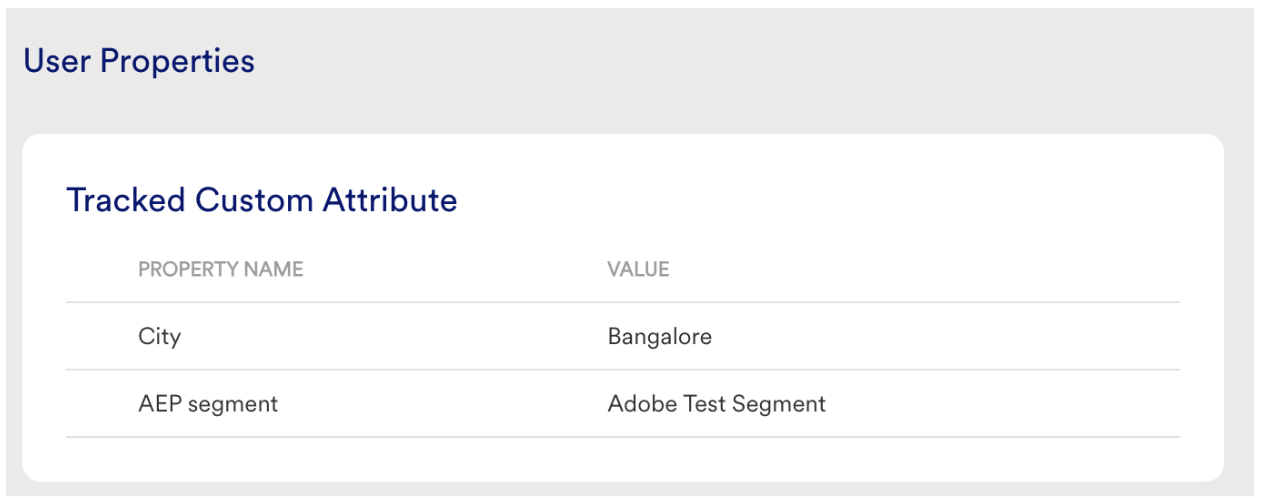 User Properties
Tracked Custom Attribute
PROPERTY NAME VALUE
City Bangalore
AEP segment Adobe Test Segment